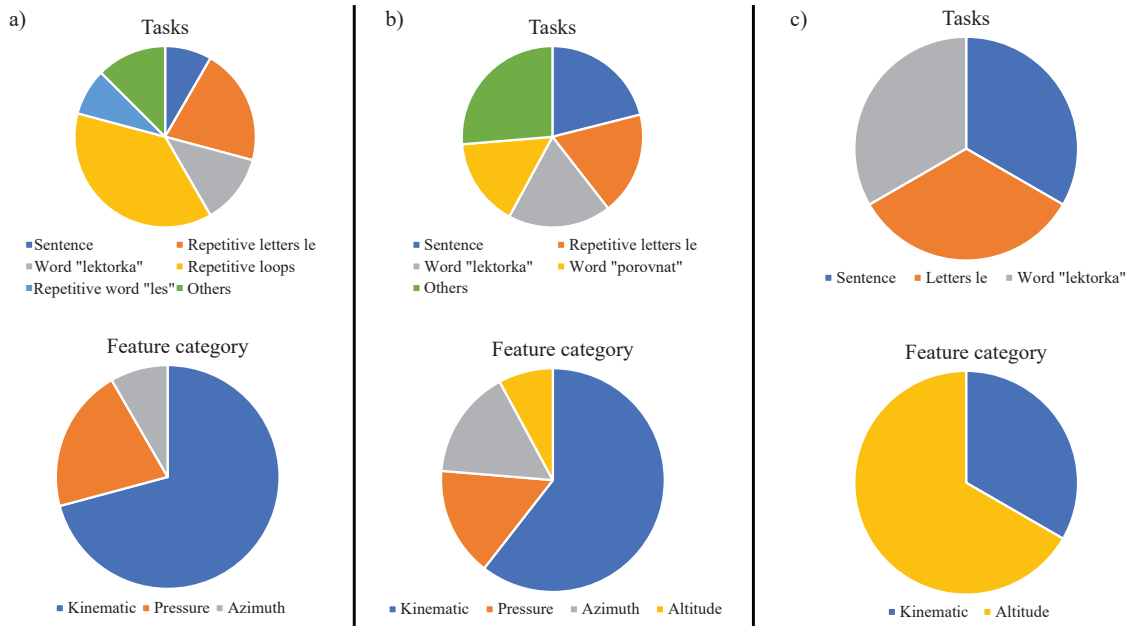 a)
Tasks
Sentence Repetitive letters le
Word "lektorka" Repetitive loops
Repetitive word "les" Others
Feature category
Kinematic Pressure Azimuth
b)
Tasks
Sentence Repetitive letters le
Word "lektorka" Word "porovnat"
Others
Feature category
Kinematic Pressure Azimuth Altitude
c)
Tasks
Sentence Letters le Word "lektorka"
Feature category
Kinematic Altitude